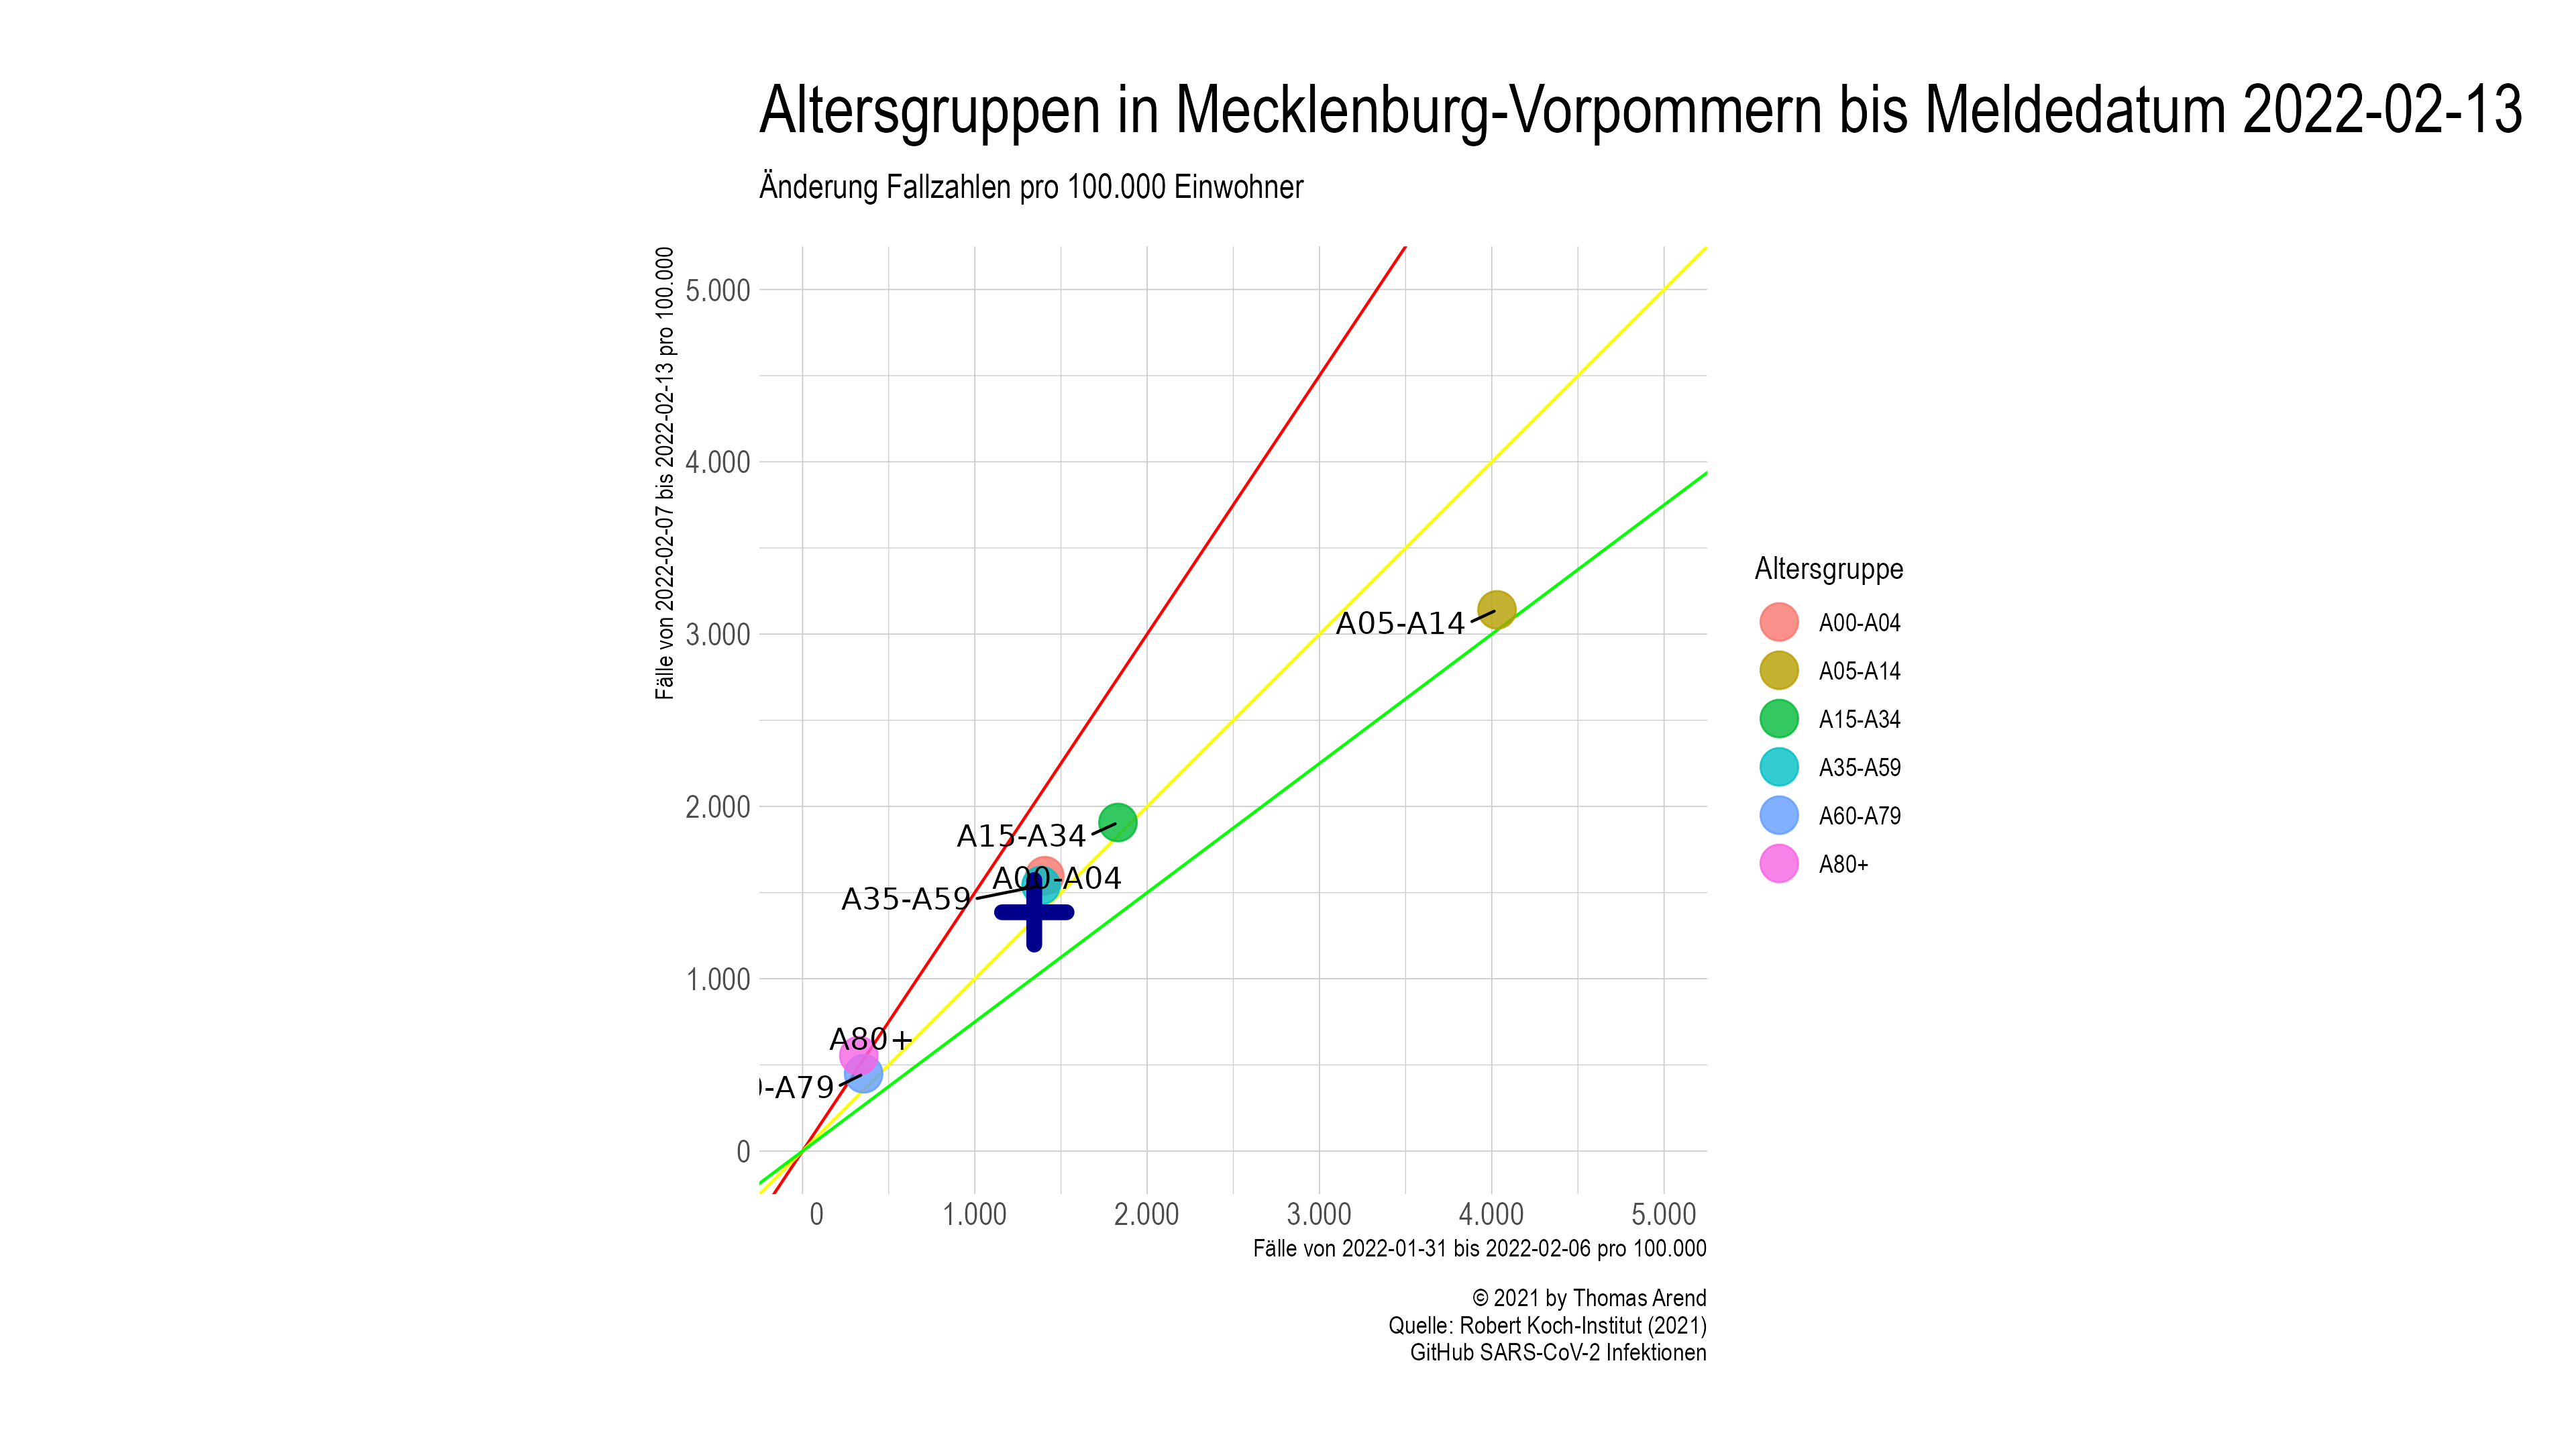 Altersgruppen in Mecklenburg-Vorpommern bis Meldedatum 2022-02-13
Änderung Fallzahlen pro 100.000 Einwohner
Fälle von 2022-02-07 bis 2022-02-13 pro 100.000
5.000
4.000
3.000
2.000
1.000
0
A05-A14
A15-A34
A00-A04
A35-A59
A80+
-A79
0
1.000
2.000
3.000
4.000
5.000
Fälle von 2022-01-31 bis 2022-02-06 pro 100.000
Altersgruppe
A00-A04
A05-A14
A15-A34
A35-A59
A60-A79
A80+
© 2021 by Thomas Arend
Quelle: Robert Koch-Institut (2021)
GitHub SARS-CoV-2 Infektionen